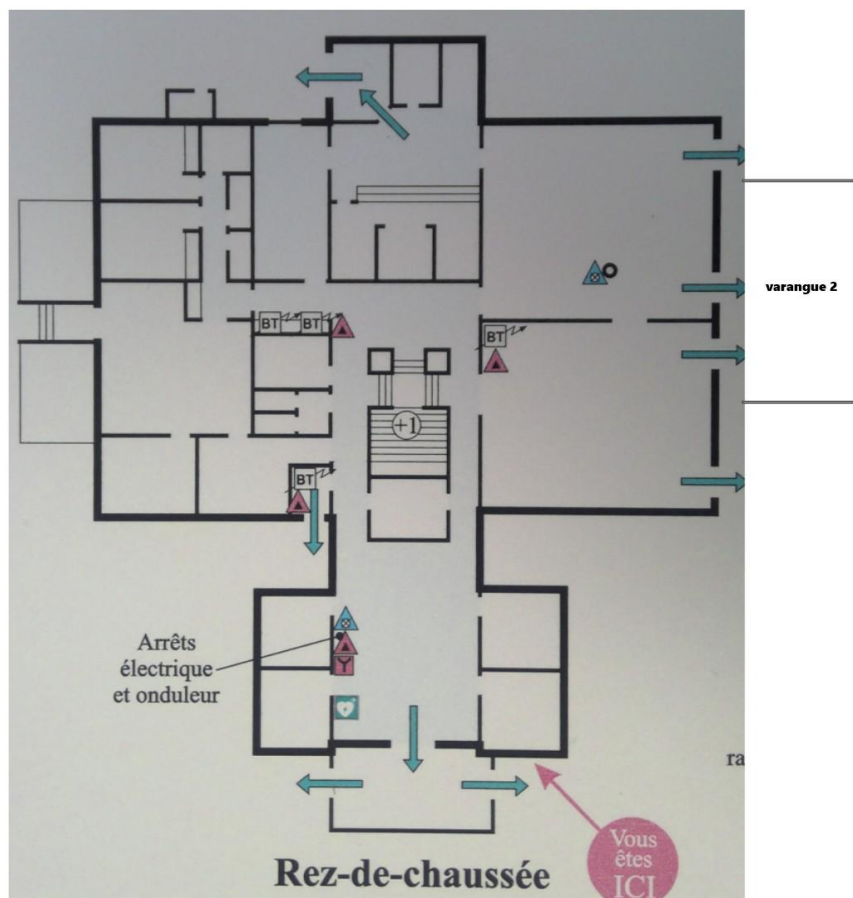 varangue 2
BT
BT
BT
+1
BT
Arrêts
électrique
et onduleur
ra
Vous
êtes
ICI
Rez-de-chaussée